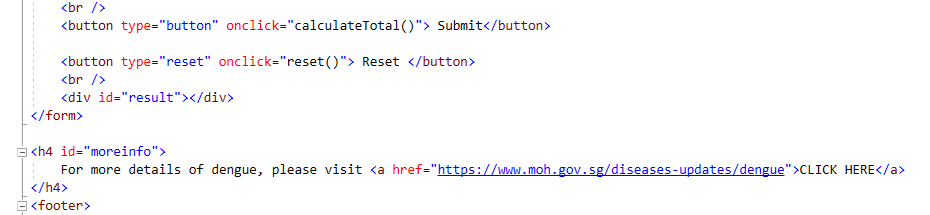 <br />
<button type="button" onclick="calculateTotal()"> Submit</button>
<button type="reset" onclick="reset()"> Reset </button>
<br />
<div id="result"></div>
</form>
<h4 id="moreinfo">
For more details of dengue, please visit <a href="https://www.moh.gov.sg/diseases-updates/dengue">CLICK HERE</a>
</h4>
<footer>